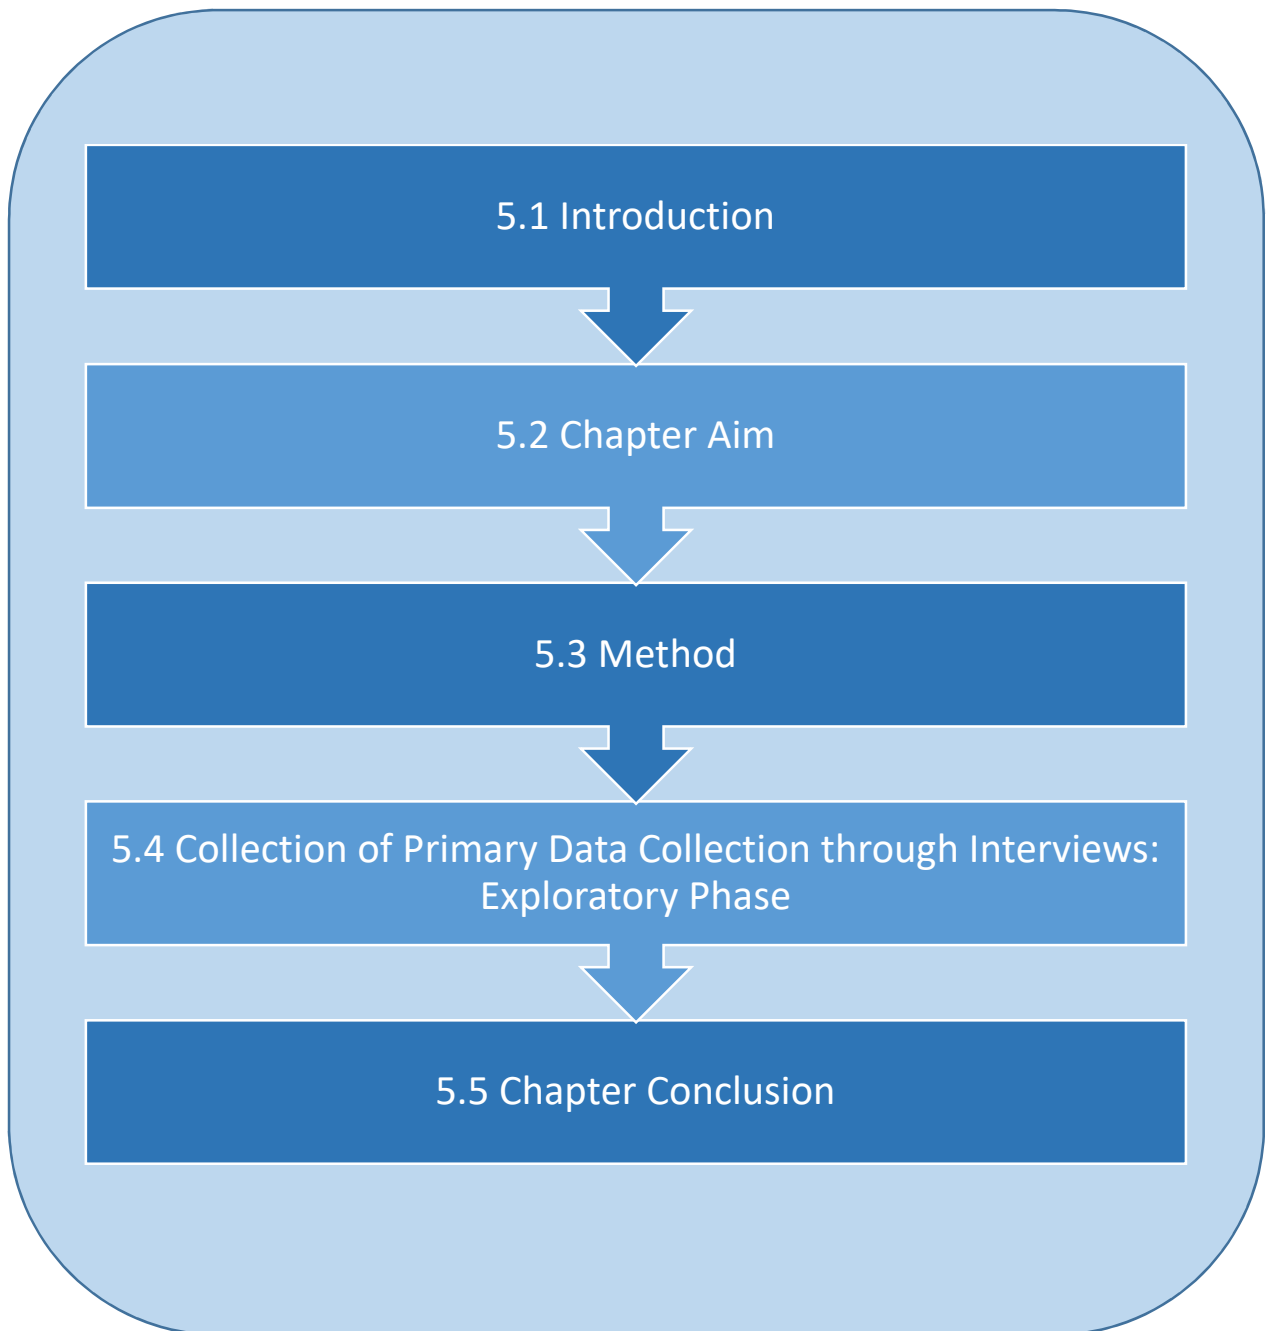 5.1 Introduction
5.2 Chapter Aim
5.3 Method
5.4 Collection of Primary Data Collection through Interviews:
Exploratory Phase
5.5 Chapter Conclusion